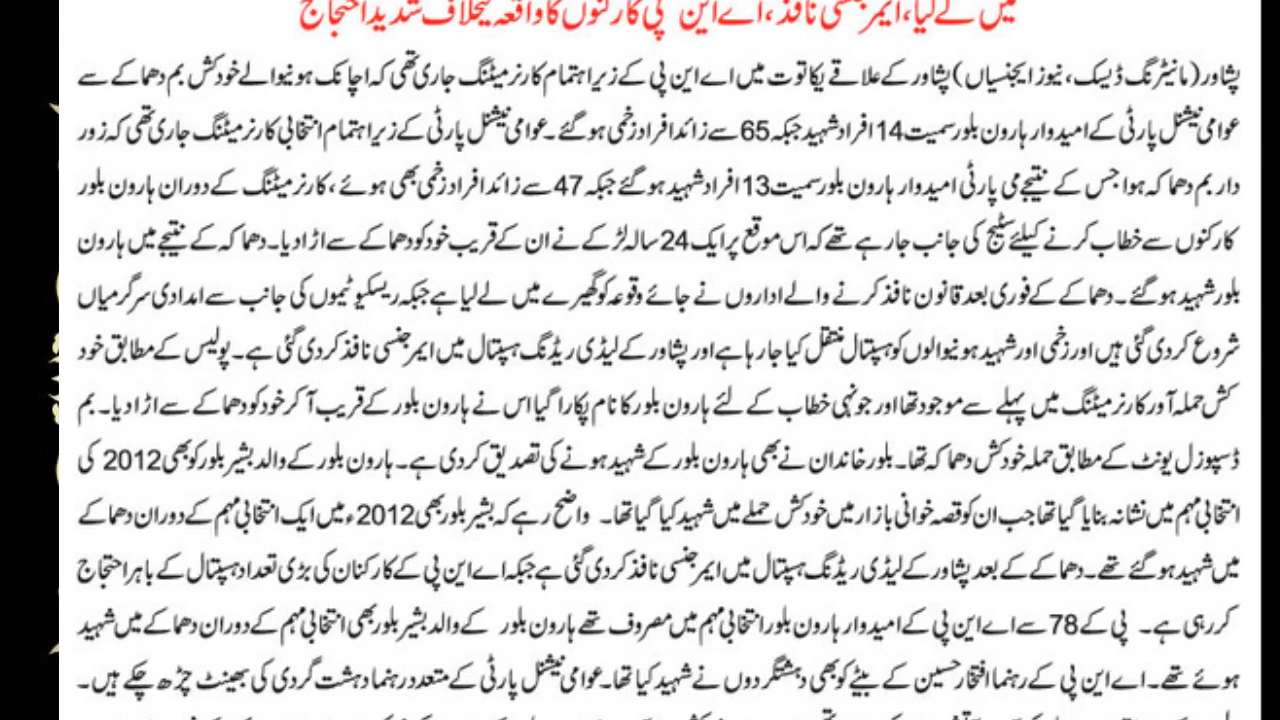 میں لے لیا، ایمرجنسی نافذ، اے این پی کارکنوں کا واقعہ کیخلاف شدید احتجاج
پشاور (مانیٹرنگ ڈیسک، نیوز ایجنسیاں) پشاور کے علاقے یکاتوت میں اے این پی کے زیر اہتمام کارنر میٹنگ جاری تھی کہ اچانک ہونیوالے خودکش بم دھماکے سے
عوامی نیشنل پارٹی کے امیدوار ہارون بلور سمیت 14 افراد شہید جبکہ 65 سے زائد افراد زخمی ہو گئے۔ عوامی نیشنل پارٹی کے زیر اہتمام انتخابی کارنر میٹنگ جاری تھی کہ زور
دار بم دھماکہ ہوا جس کے نتیجے می پارٹی امیدوار ہارون بلور سمیت 13 افراد شہید ہو گئے جبکہ 47 سے زائد افراد زخمی بھی ہوئے، کارنر میٹنگ کے دوران ہارون بلور
کارکنوں سے خطاب کرنے کیلئے سٹیج کی جانب جا رہے تھے کہ اس موقع پر ایک 24 سالہ لڑکے نے ان کے قریب خود کو دھماکے سے اڑا دیا۔ دھماکہ کے نتیجے میں ہارون
بلور شہید ہو گئے۔ دھماکے کے فوری بعد قانون نافذ کرنے والے اداروں نے جائے وقوعہ کو گھیرے میں لے لیا ہے جبکہ ریسکیو ٹیموں کی جانب سے امدادی سرگرمیاں
شروع کر دی گئی ہیں اور زخمی اور شہید ہونیوالوں کو ہسپتال منتقل کیا جا رہا ہے اور پشاور کے لیڈی ریڈنگ ہسپتال میں ایمرجنسی نافذ کر دی گئی ہے۔ پولیس کے مطابق خود
کش حملہ آور کارنر میٹنگ میں پہلے سے موجود تھا اور جونہی خطاب کے لئے ہارون بلور کا نام پکارا گیا اس نے ہارون بلور کے قریب آ کر خود کو دھماکے سے اڑا دیا۔ بم
ڈسپوزل یونٹ کے مطابق حملہ خودکش دھماکہ تھا۔ بلور خاندان نے بھی ہارون بلور کے شہید ہونے کی تصدیق کر دی ہے۔ ہارون بلور کے والد بشیر بلور کو بھی 2012 کی
انتخابی مہم میں نشانہ بنایا گیا تھا جب ان کو قصہ خوانی بازار میں خودکش حملے میں شہید کیا گیا تھا۔ واضح رہے کہ بشیر بلور بھی 2012ء میں ایک انتخابی مہم کے دوران دھماکے
میں شہید ہو گئے تھے۔ دھماکے کے بعد پشاور کے لیڈی ریڈنگ ہسپتال میں ایمرجنسی نافذ کر دی گئی ہے جبکہ اے این پی کے کارکنان کی بڑی تعداد ہسپتال کے باہر احتجاج
کر رہی ہے۔ پی کے 78 سے اے این پی کے امیدوار ہارون بلور انتخابی مہم میں مصروف تھے ہارون بلور کے والد بشیر بلور بھی انتخابی مہم کے دوران دھماکے میں شہید
ہوئے تھے۔ اے این پی کے رہنما افتخار حسین کے بیٹے کو بھی دہشتگردوں نے شہید کیا تھا۔ عوامی نیشنل پارٹی کے متعدد رہنما دہشت گردی کی بھینٹ چڑھ چکے ہیں۔